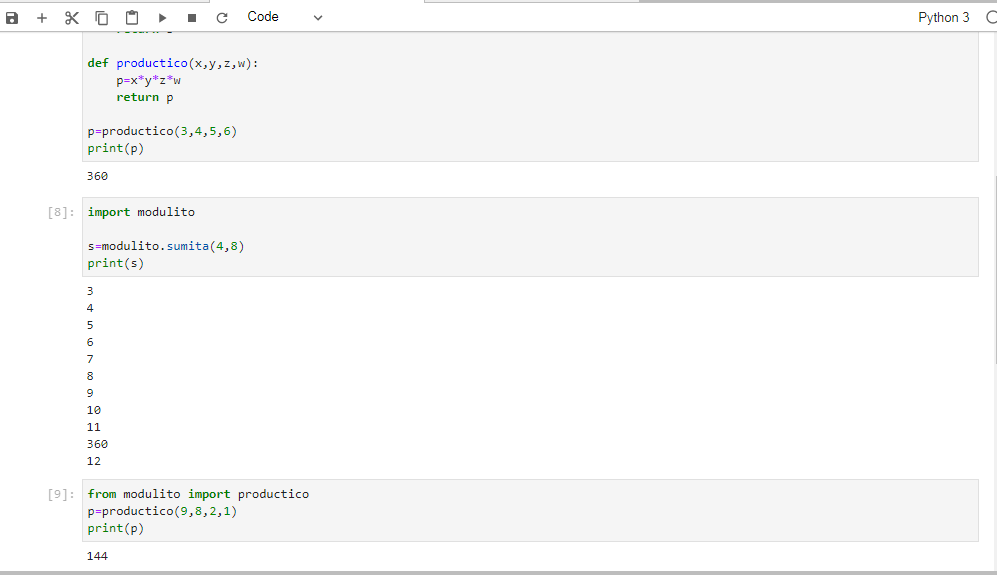 Code
Python 3
def productico(x,y,z,w):
    p=x*y*z*w
    return p
p=productico(3,4,5,6)
print(p)
360
[8]:
import modulito
s=modulito.sumita(4,8)
print(s)
3
4
5
6
7
8
9
10
11
360
12
[9]:
from modulito import productico
p=productico(9,8,2,1)
print(p)
144